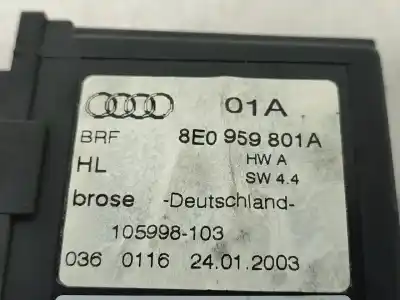 01A
BRF 8E0 959 801A
HL HW A
SW 4.4
brose -Deutschland-
105998-103
036 0116 24.01.2003